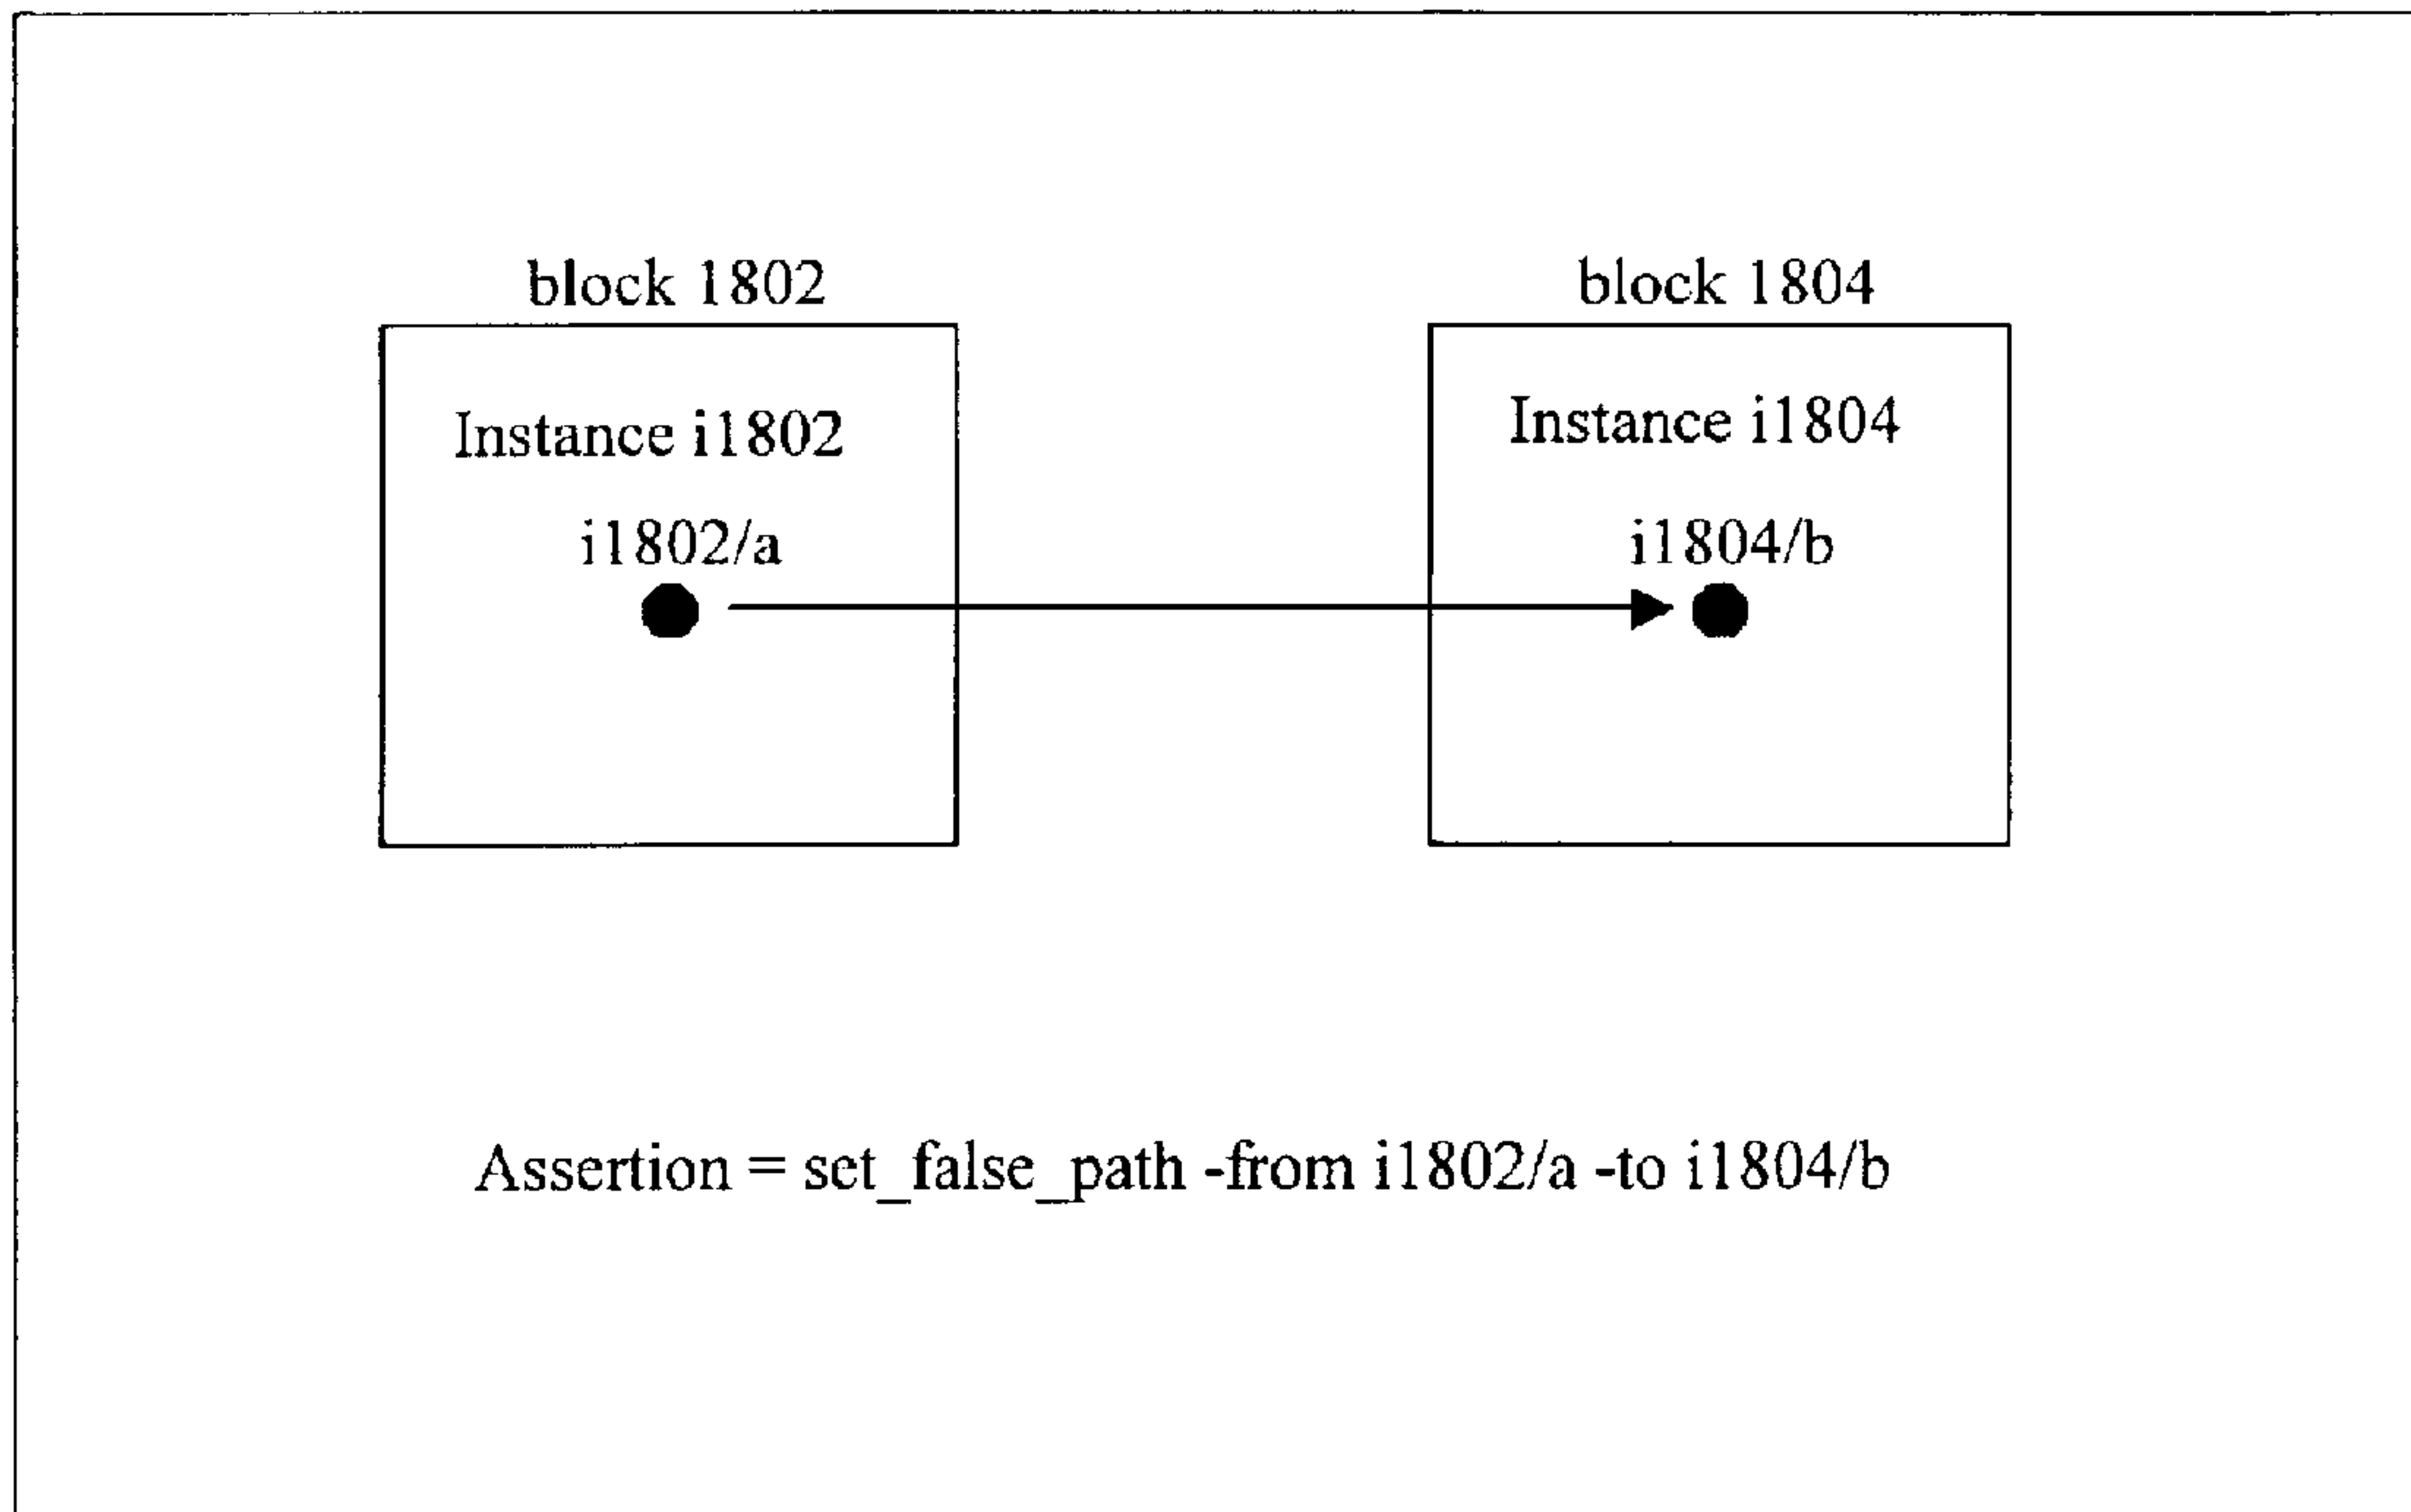 block 1802
block 1804
Instance i1802
Instance i1804
i1802/a
i1804/b
Assertion = set_false_path -from i1802/a -to i1804/b